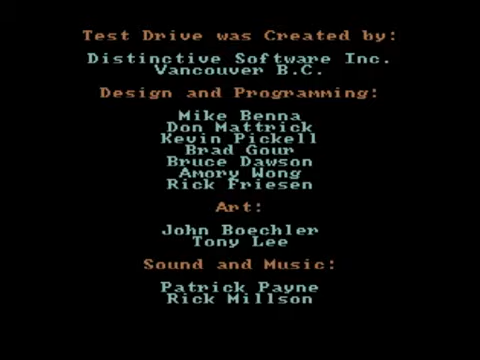 Test Drive was Created by:
Distinctive Software Inc.
Vancouver B.C.
Design and Programming:
Mike Benna
Don Mattrick
Kevin Pickell
Brad Gour
Bruce Dawson
Amory Wong
Rick Friesen
Art:
John Boechler
Tony Lee
Sound and Music:
Patrick Payne
Rick Millson